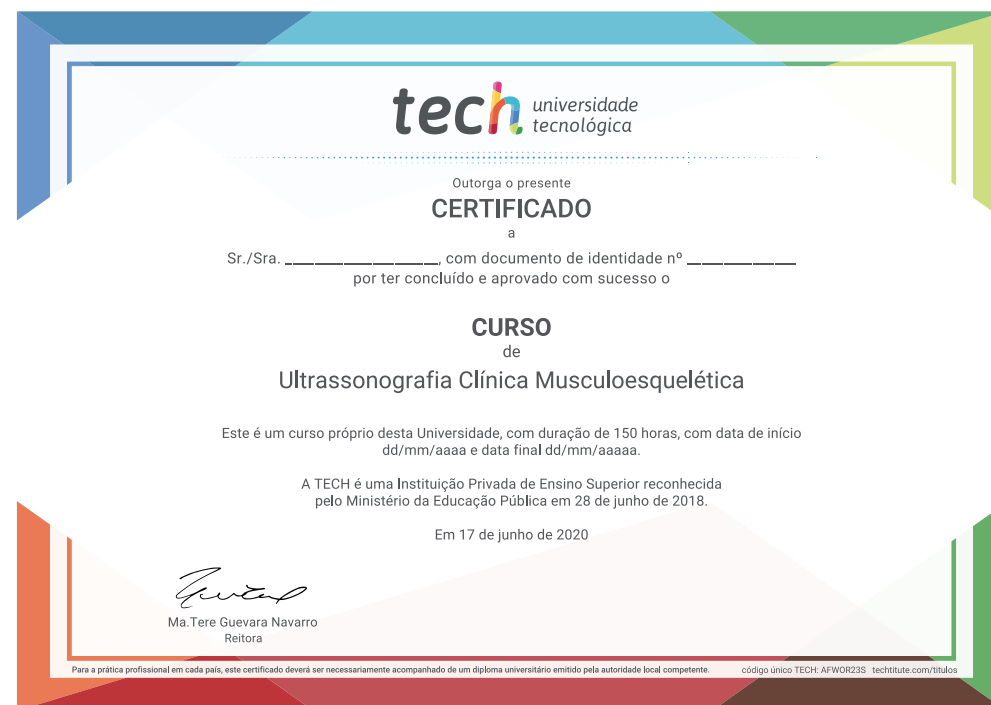 tech universidade
tecnológica
Outorga o presente
CERTIFICADO
a
Sr./Sra. __________________, com documento de identidade nº _____________
por ter concluído e aprovado com sucesso o
CURSO
de
Ultrassonografia Clínica Musculoesquelética
Este é um curso próprio desta Universidade, com duração de 150 horas, com data de início
dd/mm/aaaa e data final dd/mm/aaaaa.
A TECH é uma Instituição Privada de Ensino Superior reconhecida
pelo Ministério da Educação Pública em 28 de junho de 2018.
Em 17 de junho de 2020
Ma.Tere Guevara Navarro
Reitora
Para a prática profissional em cada país, este certificado deverá ser necessariamente acompanhado de um diploma universitário emitido pela autoridade local competente. código único TECH: AFWOR23S techtitute.com/titulos